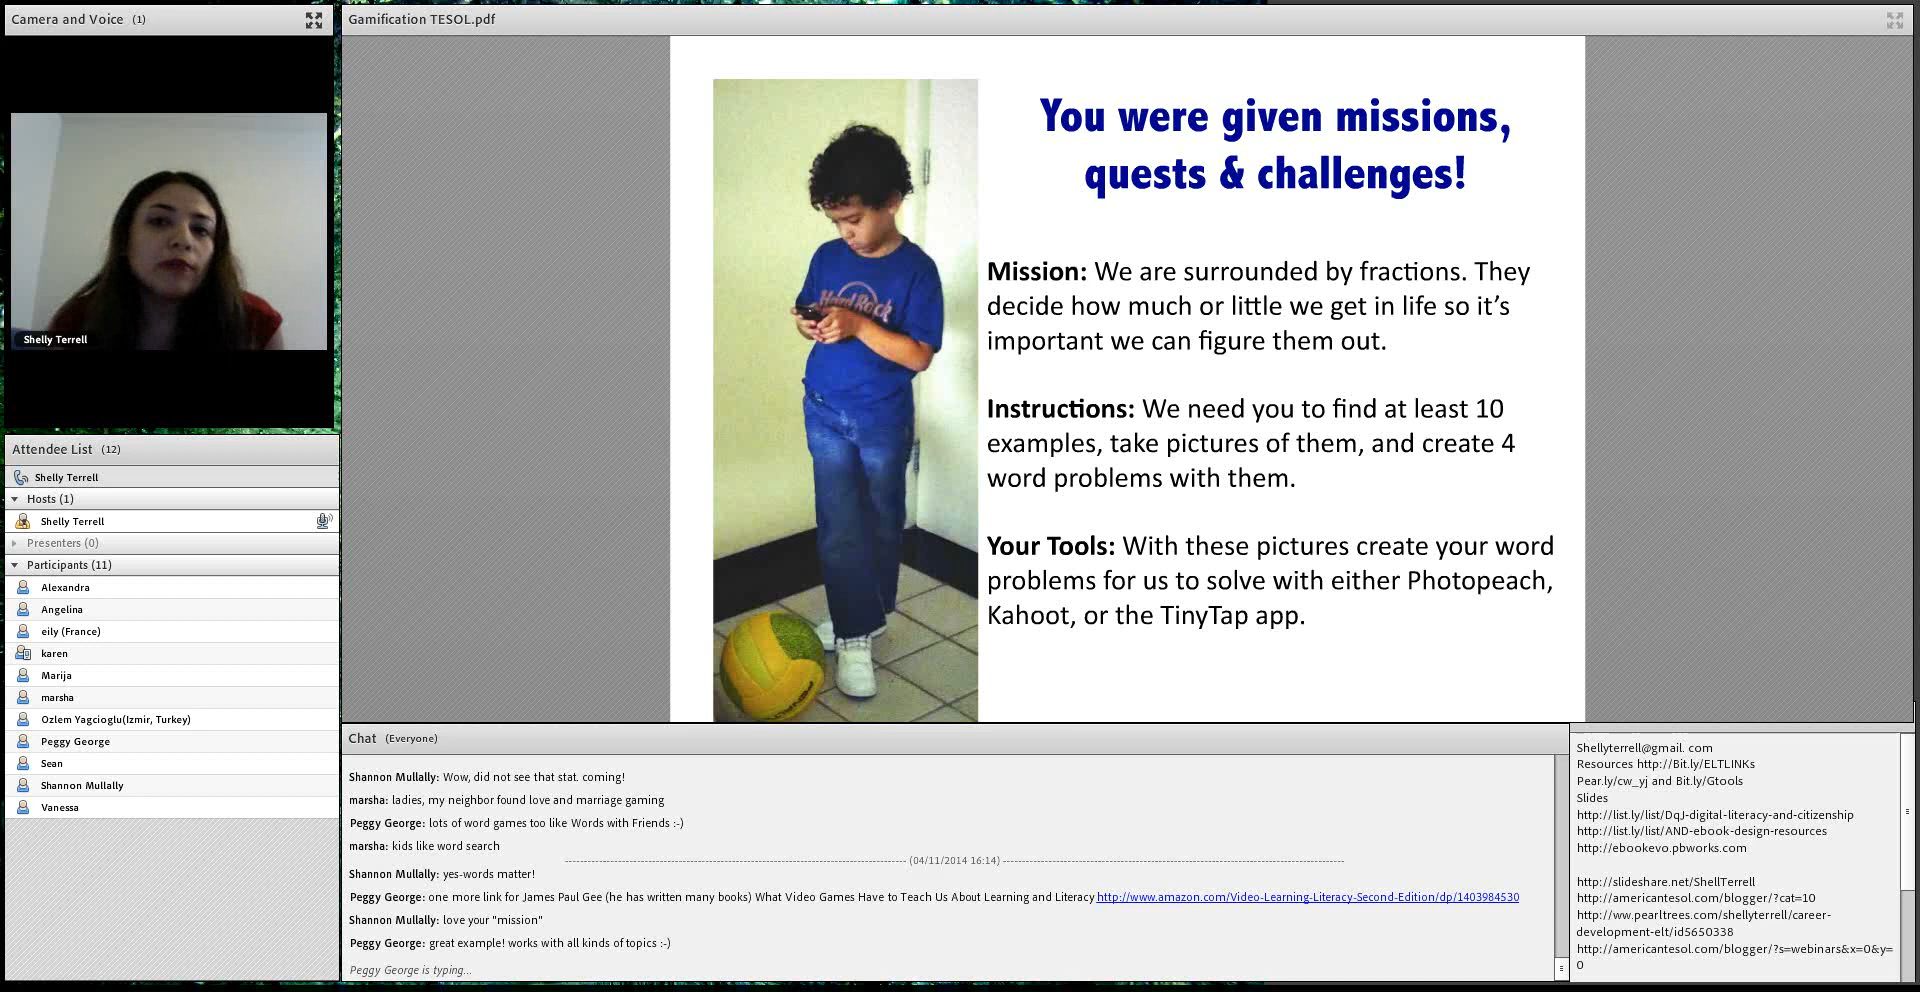 Camera and Voice (1)
Shelly Terrell
Attendee List (12)
Shelly Terrell
Hosts (1)
Shelly Terrell
Presenters (0)
Participants (11)
Alexandra
Angelina
eily (France)
karen
Marija
marsha
Ozlem Yagcioglu(Izmir, Turkey)
Peggy George
Sean
Shannon Mullally
Vanessa
Gamification TESOL.pdf
You were given missions,
quests & challenges!
Hard Rock
Mission: We are surrounded by fractions. They
decide how much or little we get in life so it's
important we can figure them out.
Instructions: We need you to find at least 10
examples, take pictures of them, and create 4
word problems with them.
Your Tools: With these pictures create your word
problems for us to solve with either Photopeach,
Kahoot, or the TinyTap app.
Chat (Everyone)
Shannon Mullally: Wow, did not see that stat. coming!
marsha: ladies, my neighbor found love and marriage gaming
Peggy George: lots of word games too like Words with Friends :-)
marsha: kids like word search
(04/11/2014 16:14)
Shannon Mullally: yes-words matter!
Peggy George: one more link for James Paul Gee (he has written many books) What Video Games Have to Teach Us About Learning and Literacy http://www.amazon.com/Video-Learning-Literacy-Second-Edition/dp/1403984530
Shannon Mullally: love your "mission"
Peggy George: great example! works with all kinds of topics :-)
Peggy George is typing...
Shellyterrell@gmail. com
Resources http://Bit.ly/ELTLINKs
Pear.ly/cw_yj and Bit.ly/Gtools
Slides
http://list.ly/list/DqJ-digital-literacy-and-citizenship
http://list.ly/list/AND-ebook-design-resources
http://ebookevo.pbworks.com
http://slideshare.net/ShellTerrell
http://americantesol.com/blogger/?cat=10
http://ww.pearltrees.com/shellyterrell/career-
development-elt/id5650338
http://americantesol.com/blogger/?s=webinars&x=0&y=
0